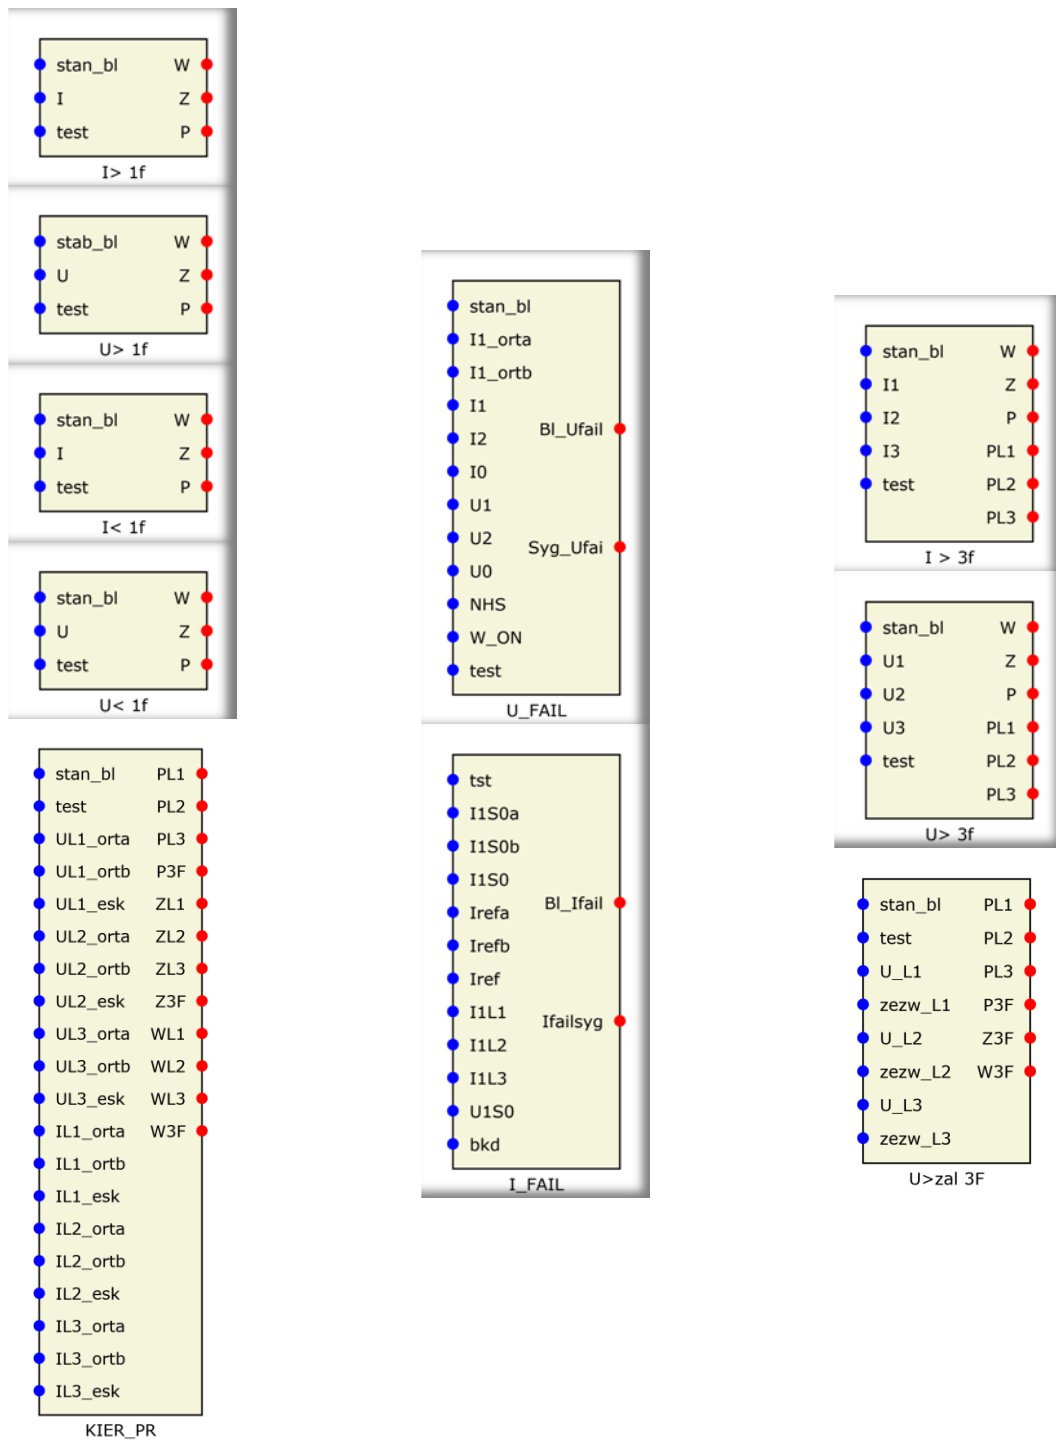 stan_bl W
I Z
test P
I> 1f
stab_bl W
U Z
test P
U> 1f
stan_bl W
I Z
test P
I< 1f
stan_bl W
U Z
test P
U< 1f
stan_bl PL1
test PL2
UL1_orta PL3
UL1_ortb P3F
UL1_esk ZL1
UL2_orta ZL2
UL2_ortb ZL3
UL2_esk Z3F
UL3_orta WL1
UL3_ortb WL2
UL3_esk WL3
IL1_orta W3F
IL1_ortb
IL1_esk
IL2_orta
IL2_ortb
IL2_esk
IL3_orta
IL3_ortb
IL3_esk
KIER_PR
stan_bl
I1_orta
I1_ortb
I1
Bl_Ufail
I2
I0
U1
U2
Syg_Ufai
U0
NHS
W_ON
test
U_FAIL
tst
I1S0a
I1S0b
I1S0
Bl_Ifail
Irefa
Irefb
Iref
I1L1
Ifailsyg
I1L2
I1L3
U1S0
bkd
I_FAIL
stan_bl W
I1 Z
I2 P
I3 PL1
test PL2
PL3
I > 3f
stan_bl W
U1 Z
U2 P
U3 PL1
test PL2
PL3
U> 3f
stan_bl PL1
test PL2
U_L1 PL3
zezw_L1 P3F
U_L2 Z3F
zezw_L2 W3F
U_L3
zezw_L3
U>zal 3F